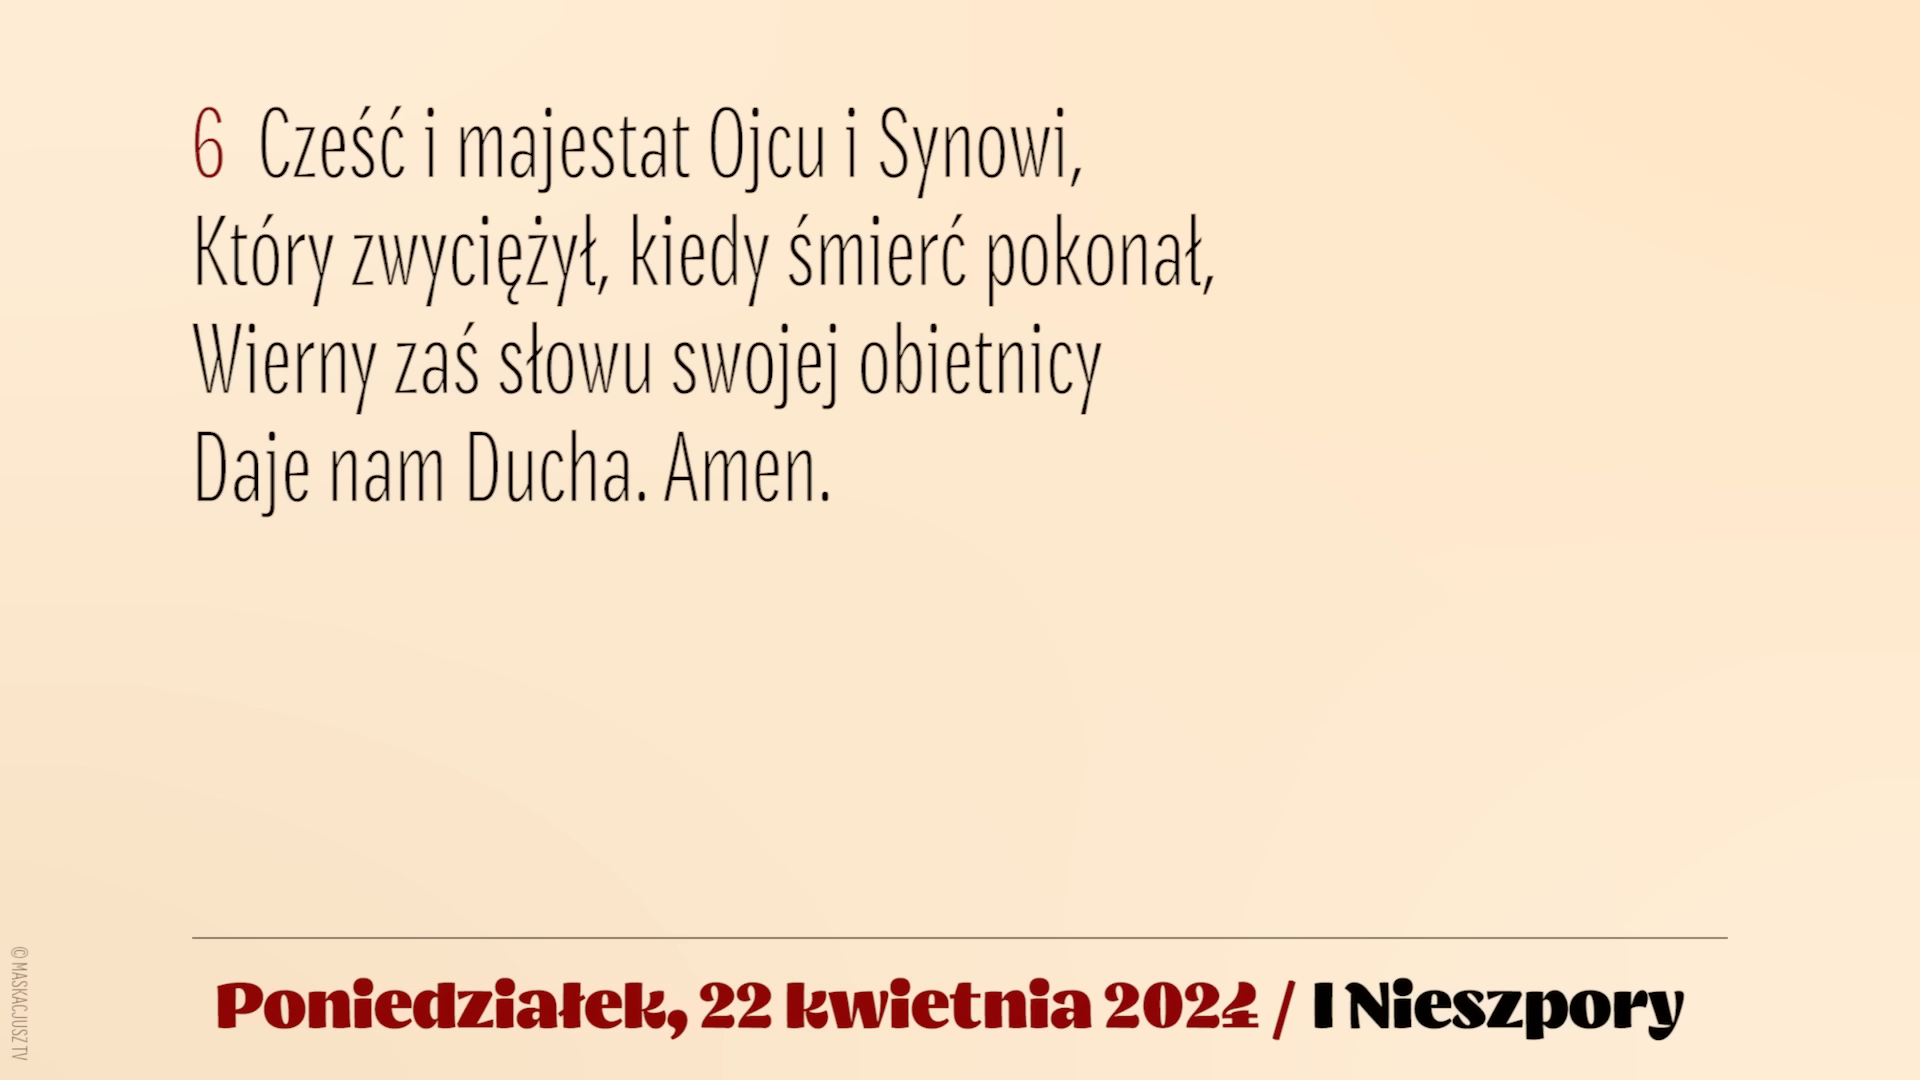 6 Cześć i majestat Ojcu i Synowi,
Który zwyciężył, kiedy śmierć pokonał,
Wierny zaś słowu swojej obietnicy
Daje nam Ducha. Amen.
Poniedziałek, 22 kwietnia 2024 / I Nieszpory
© MASKACJUSZ TV